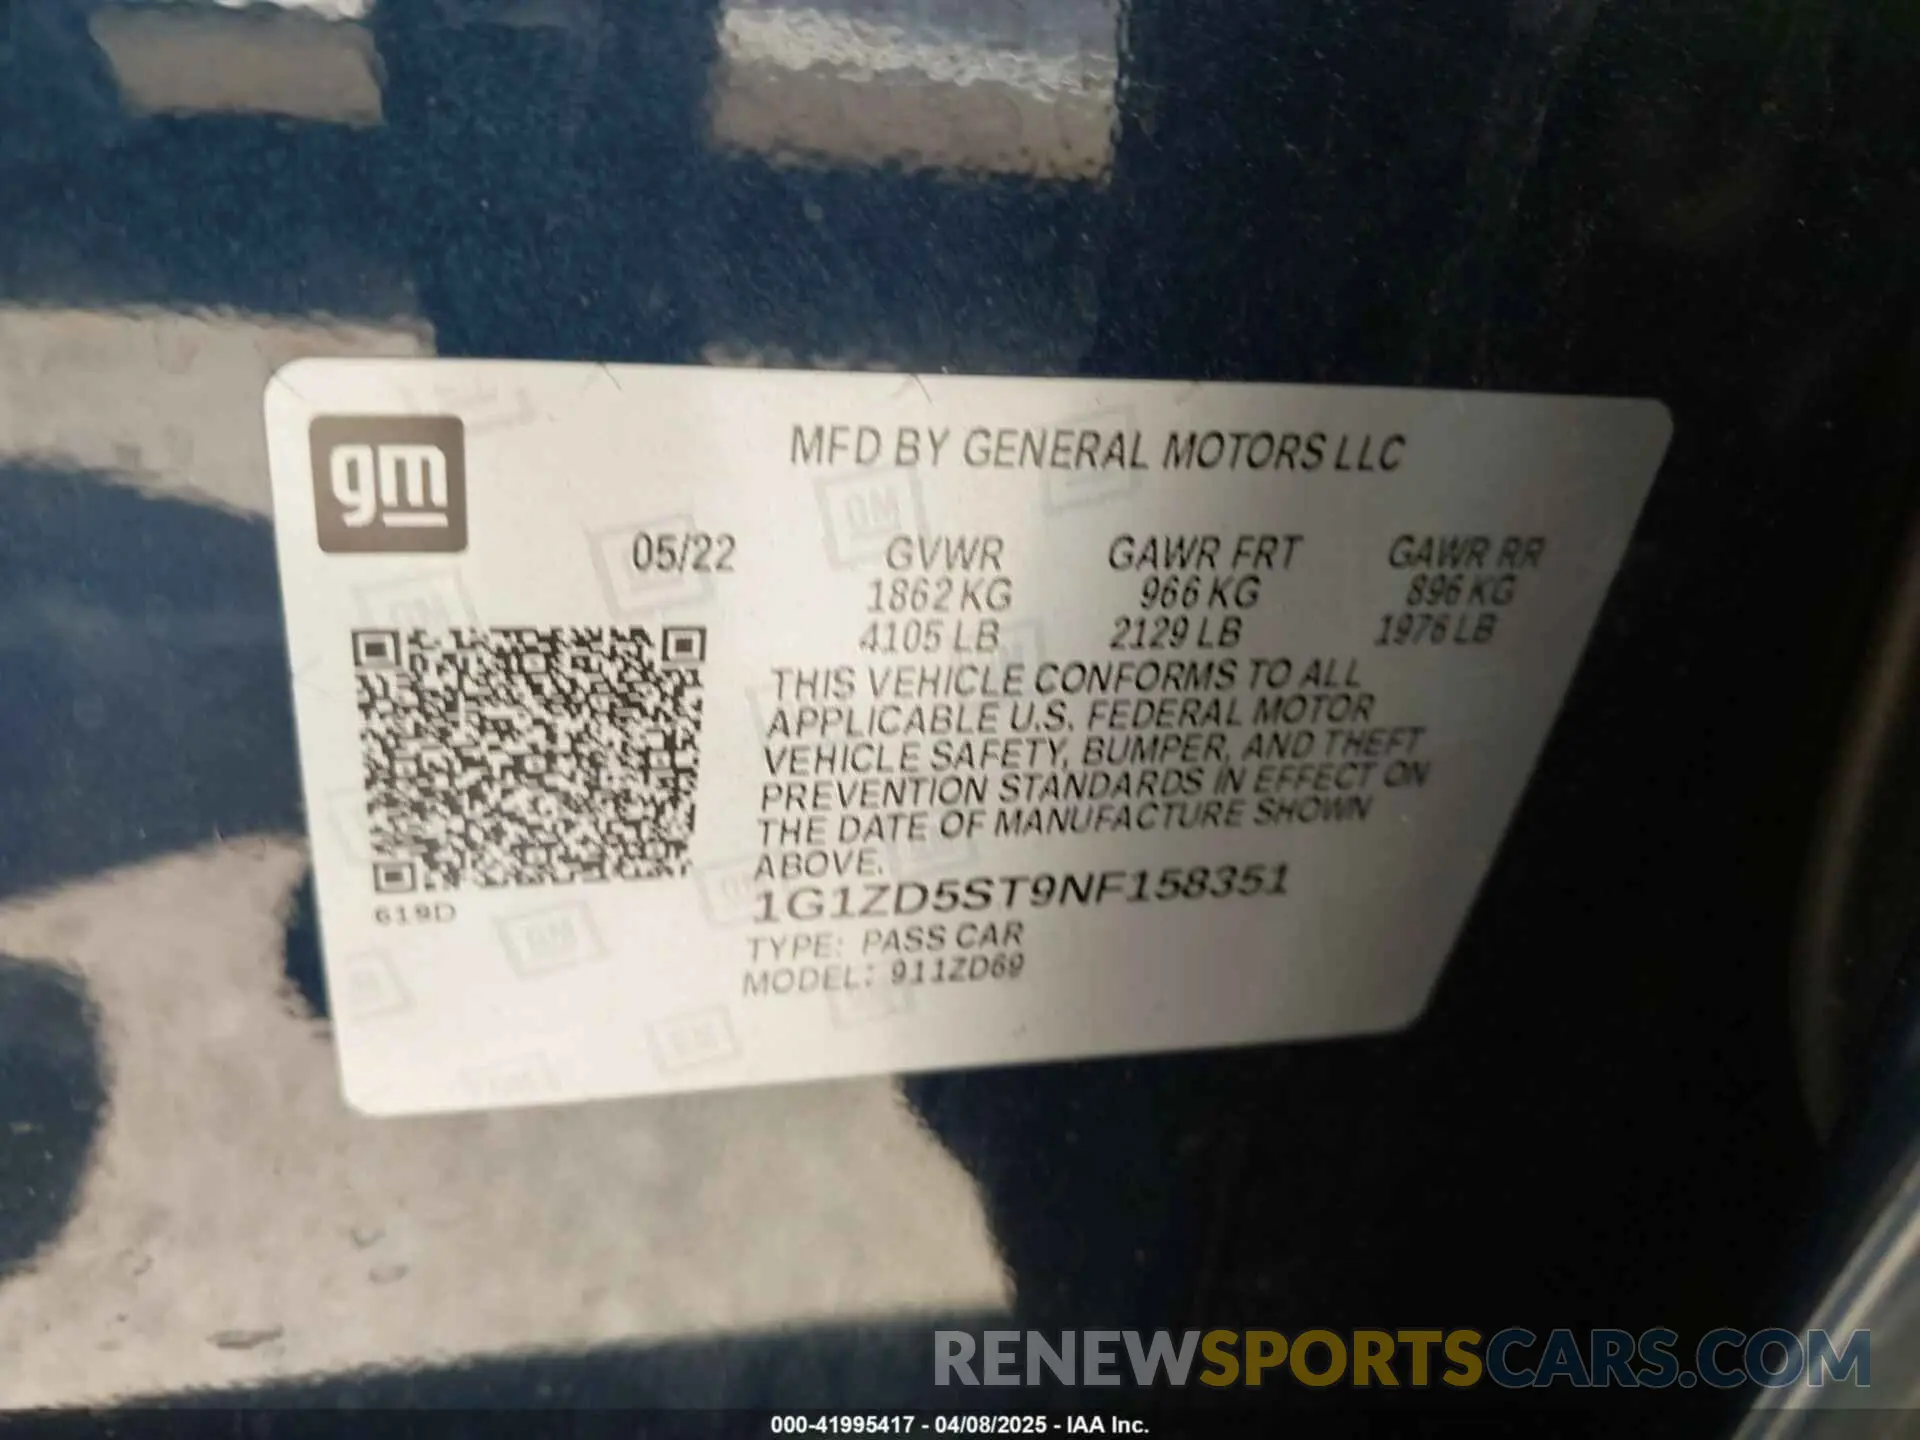 gm
MFD BY GENERAL MOTORS LLC
05/22 GVWR GAWR FRT GAWR RR
1862 KG 966 KG 896 KG
4105 LB 2129 LB 1976 LB
THIS VEHICLE CONFORMS TO ALL
APPLICABLE U.S. FEDERAL MOTOR
VEHICLE SAFETY, BUMPER, AND THEFT
PREVENTION STANDARDS IN EFFECT ON
THE DATE OF MANUFACTURE SHOWN
ABOVE.
1G1ZD5ST9NF158351
619D
TYPE: PASS CAR
MODEL: 911ZD69
RENEWSPORTSCARS.COM
000-41995417 - 04/08/2025 - IAA Inc.